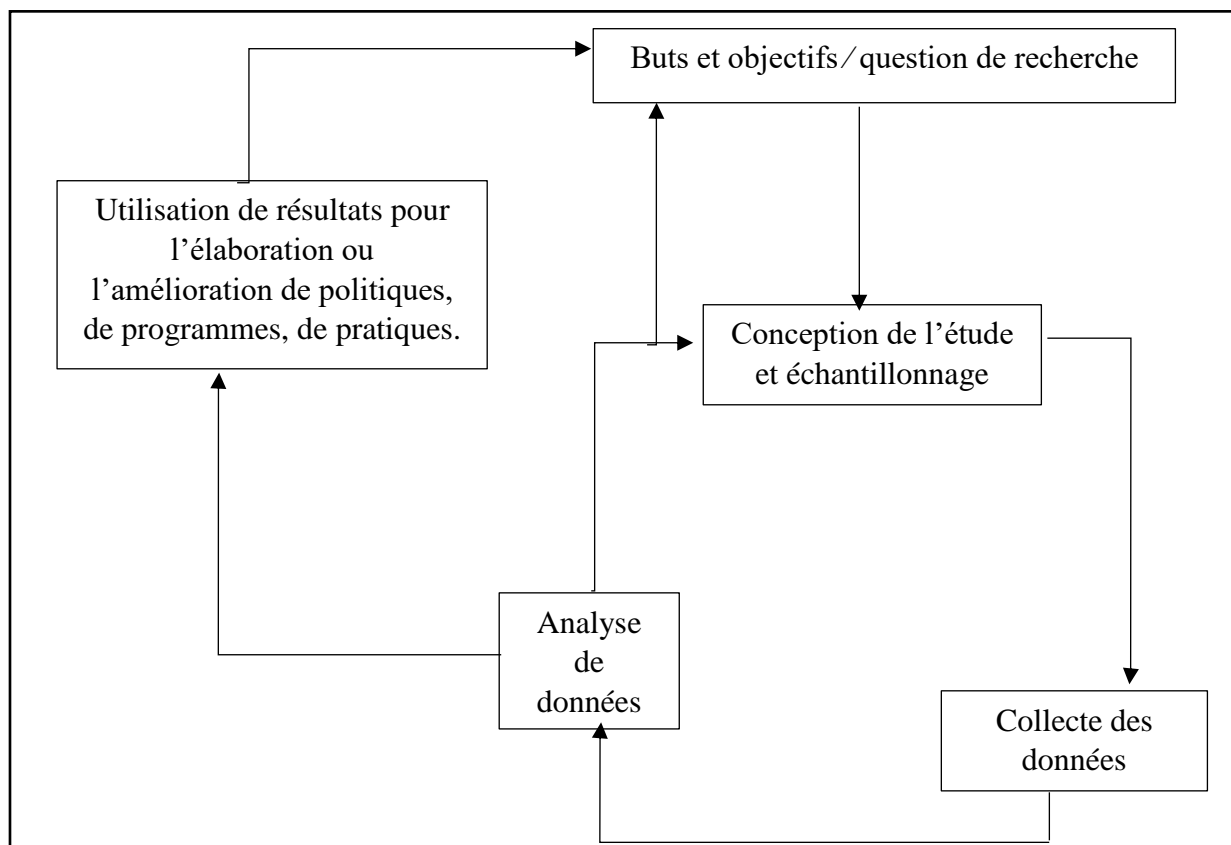 Buts et objectifs ∕ question de recherche
Utilisation de résultats pour
l’élaboration ou
l’amélioration de politiques,
de programmes, de pratiques.
Conception de l’étude
et échantillonnage
Analyse
de
données
Collecte des
données